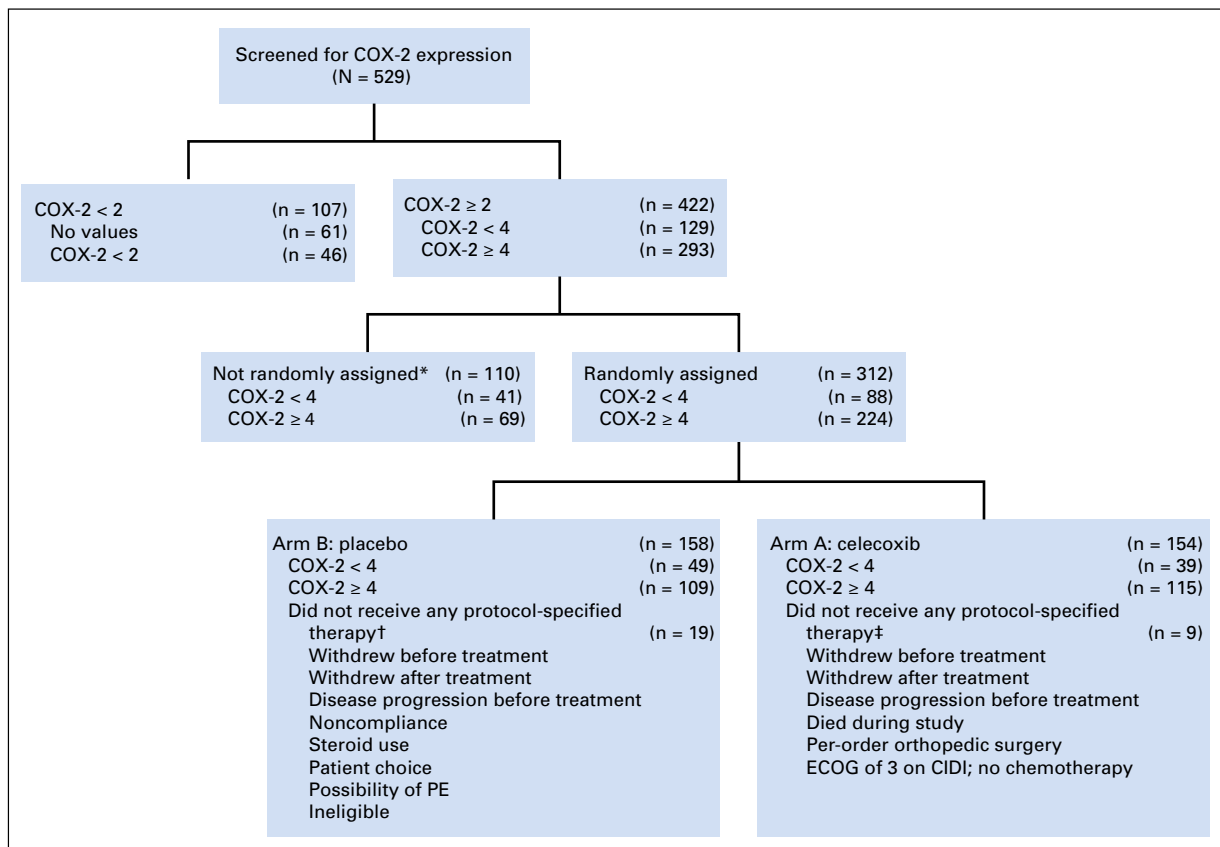 Screened for COX-2 expression
(N = 529)
COX-2 < 2 (n = 107)
No values (n = 61)
COX-2 < 2 (n = 46)
COX-2 ≥ 2 (n = 422)
COX-2 < 4 (n = 129)
COX-2 ≥ 4 (n = 293)
Not randomly assigned* (n = 110)
COX-2 < 4 (n = 41)
COX-2 ≥ 4 (n = 69)
Randomly assigned (n = 312)
COX-2 < 4 (n = 88)
COX-2 ≥ 4 (n = 224)
Arm B: placebo (n = 158)
COX-2 < 4 (n = 49)
COX-2 ≥ 4 (n = 109)
Did not receive any protocol-specified
therapy† (n = 19)
Withdrew before treatment
Withdrew after treatment
Disease progression before treatment
Noncompliance
Steroid use
Patient choice
Possibility of PE
Ineligible
Arm A: celecoxib (n = 154)
COX-2 < 4 (n = 39)
COX-2 ≥ 4 (n = 115)
Did not receive any protocol-specified
therapy‡ (n = 9)
Withdrew before treatment
Withdrew after treatment
Disease progression before treatment
Died during study
Per-order orthopedic surgery
ECOG of 3 on CIDI; no chemotherapy